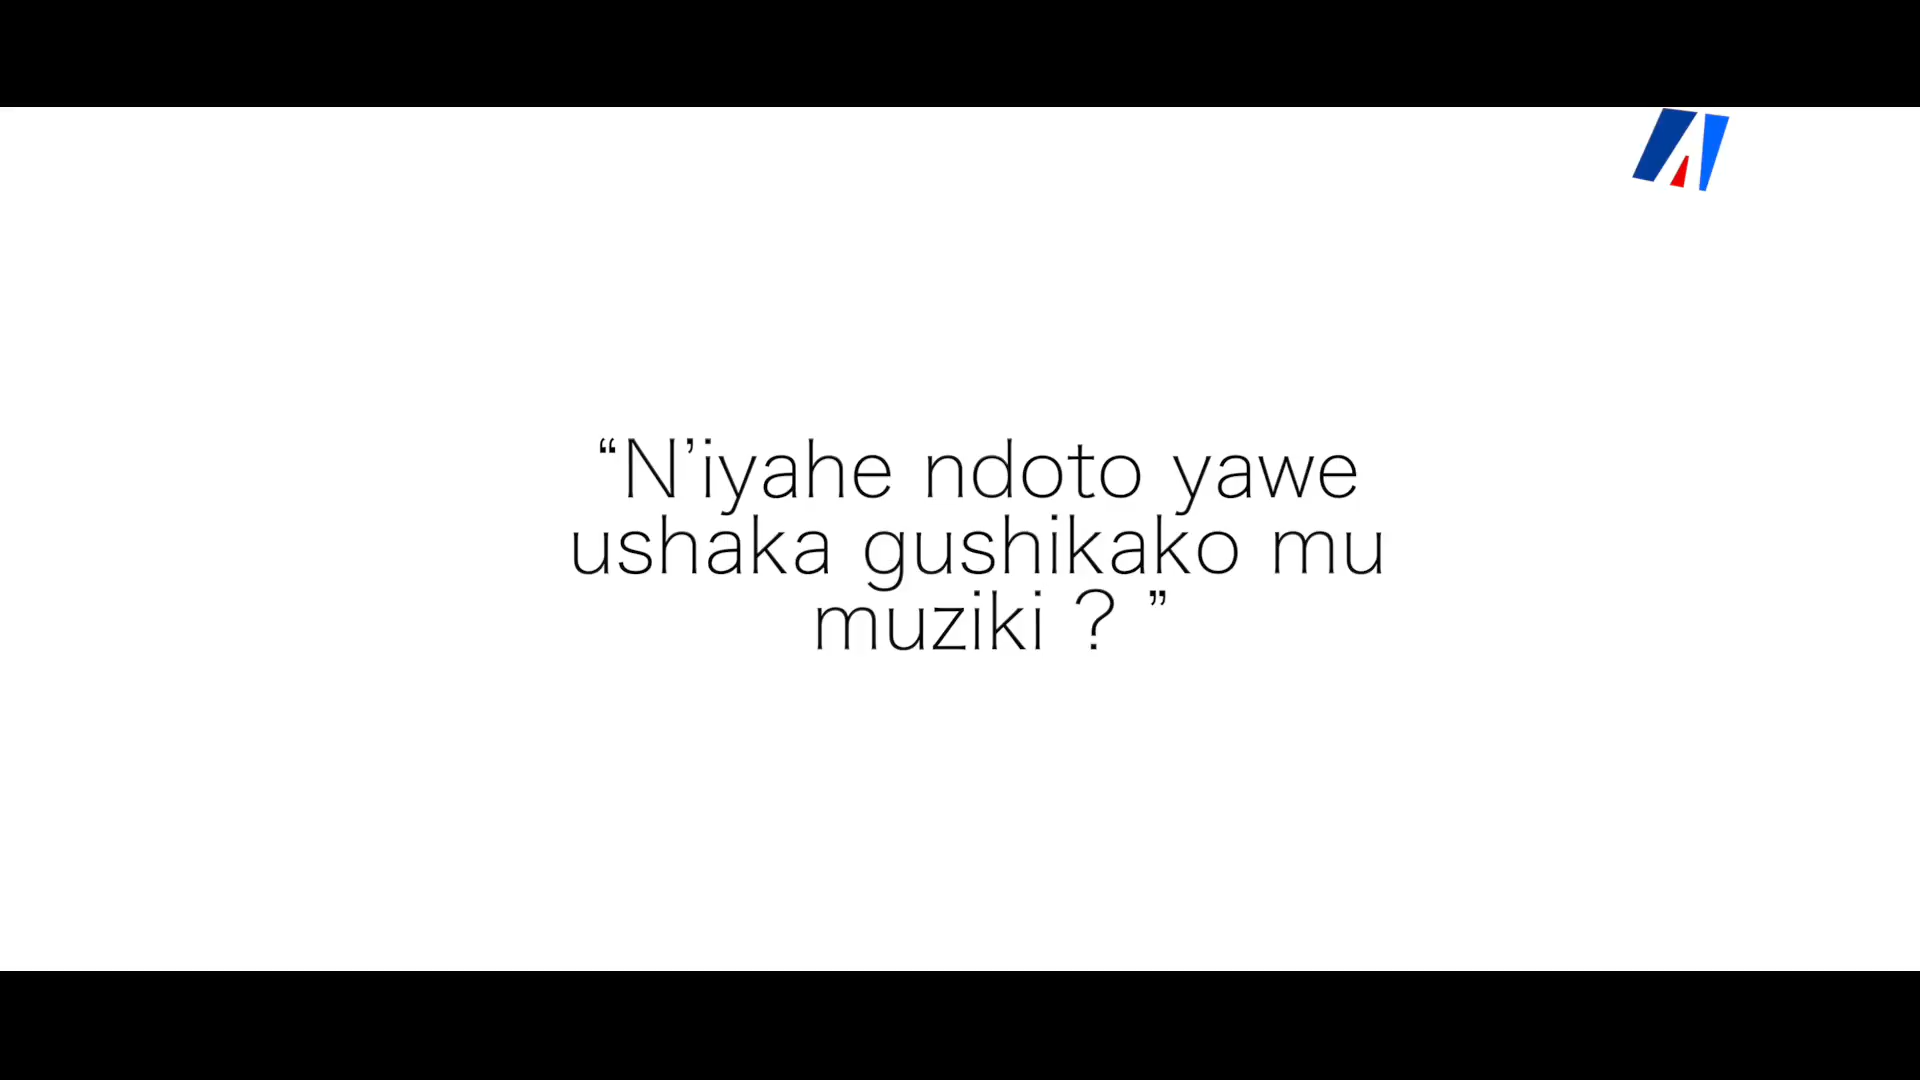 “N’iyahe ndoto yawe
ushaka gushikako mu
muziki ? ”